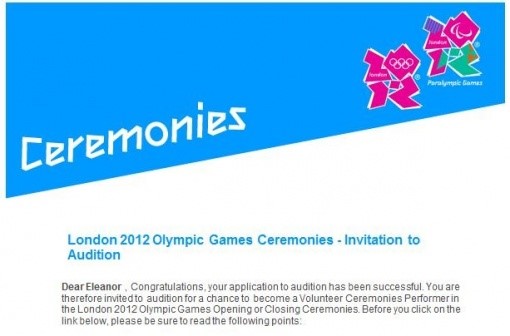 london
london
Paralympic Games
Ceremonies
London 2012 Olympic Games Ceremonies - Invitation to
Audition
Dear Eleanor , Congratulations, your application to audition has been successful. You are
therefore invited to audition for a chance to become a Volunteer Ceremonies Performer in
the London 2012 Olympic Games Opening or Closing Ceremonies. Before you click on the
link below, please be sure to read the following points: